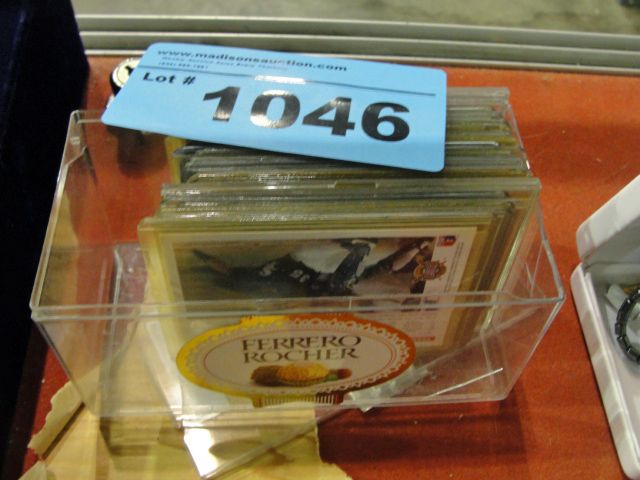 www.madisonsauction.com
Lot #
1046
FERRERO
ROCHER